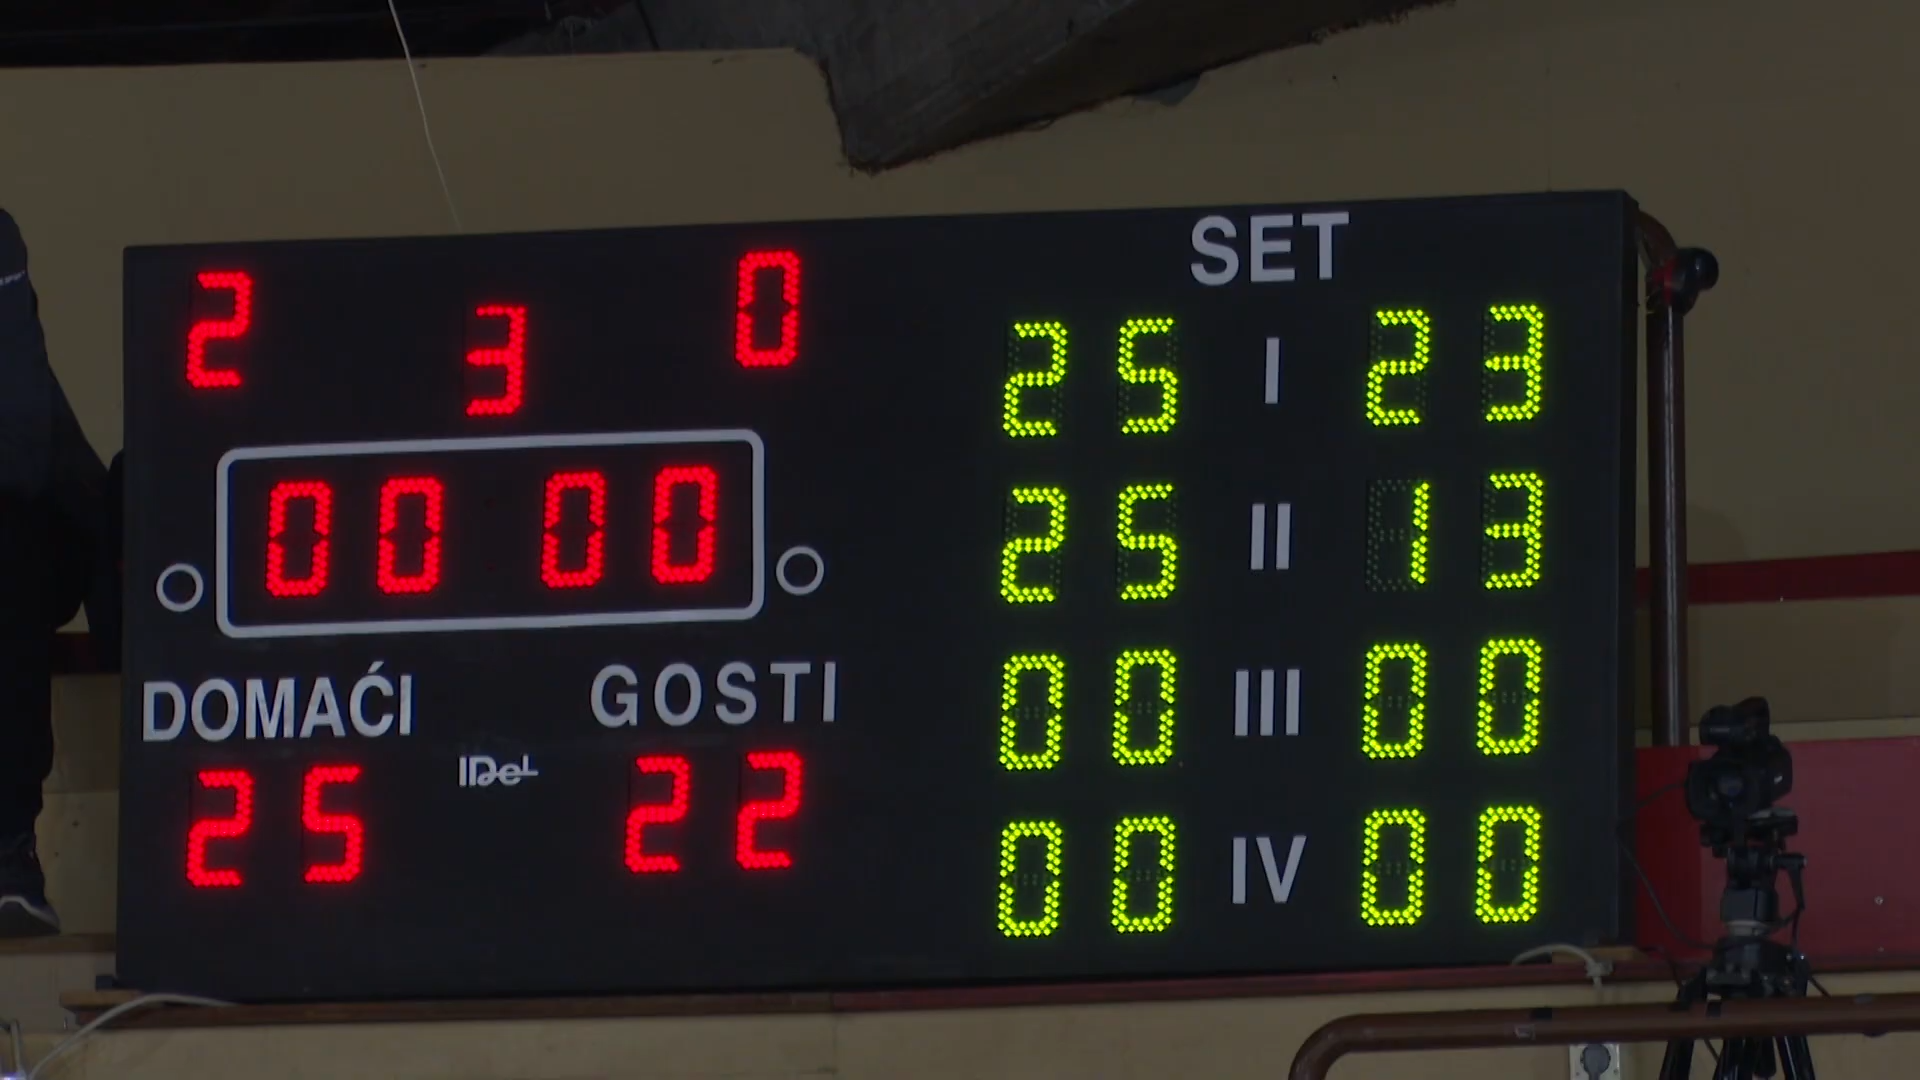 2 3 0
00 00
DOMAĆI GOSTI
IDeL
25 22
SET
25 I 23
25 II 13
00 III 00
00 IV 00